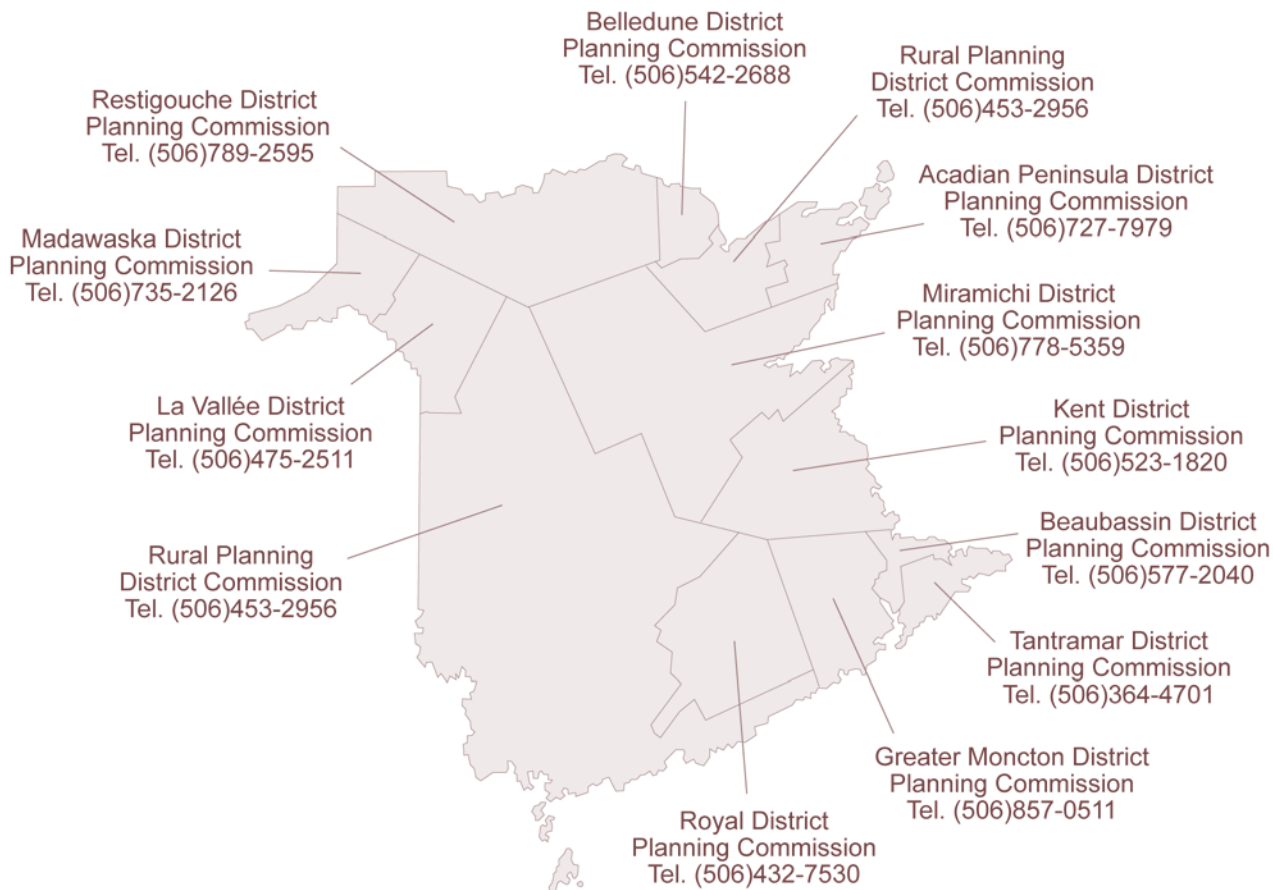 Belledune District
Planning Commission
Tel. (506)542-2688
Rural Planning
District Commission
Tel. (506)453-2956
Restigouche District
Planning Commission
Tel. (506)789-2595
Acadian Peninsula District
Planning Commission
Tel. (506)727-7979
Madawaska District
Planning Commission
Tel. (506)735-2126
Miramichi District
Planning Commission
Tel. (506)778-5359
La Vallée District
Planning Commission
Tel. (506)475-2511
Kent District
Planning Commission
Tel. (506)523-1820
Beaubassin District
Planning Commission
Tel. (506)577-2040
Rural Planning
District Commission
Tel. (506)453-2956
Tantramar District
Planning Commission
Tel. (506)364-4701
Greater Moncton District
Planning Commission
Tel. (506)857-0511
Royal District
Planning Commission
Tel. (506)432-7530